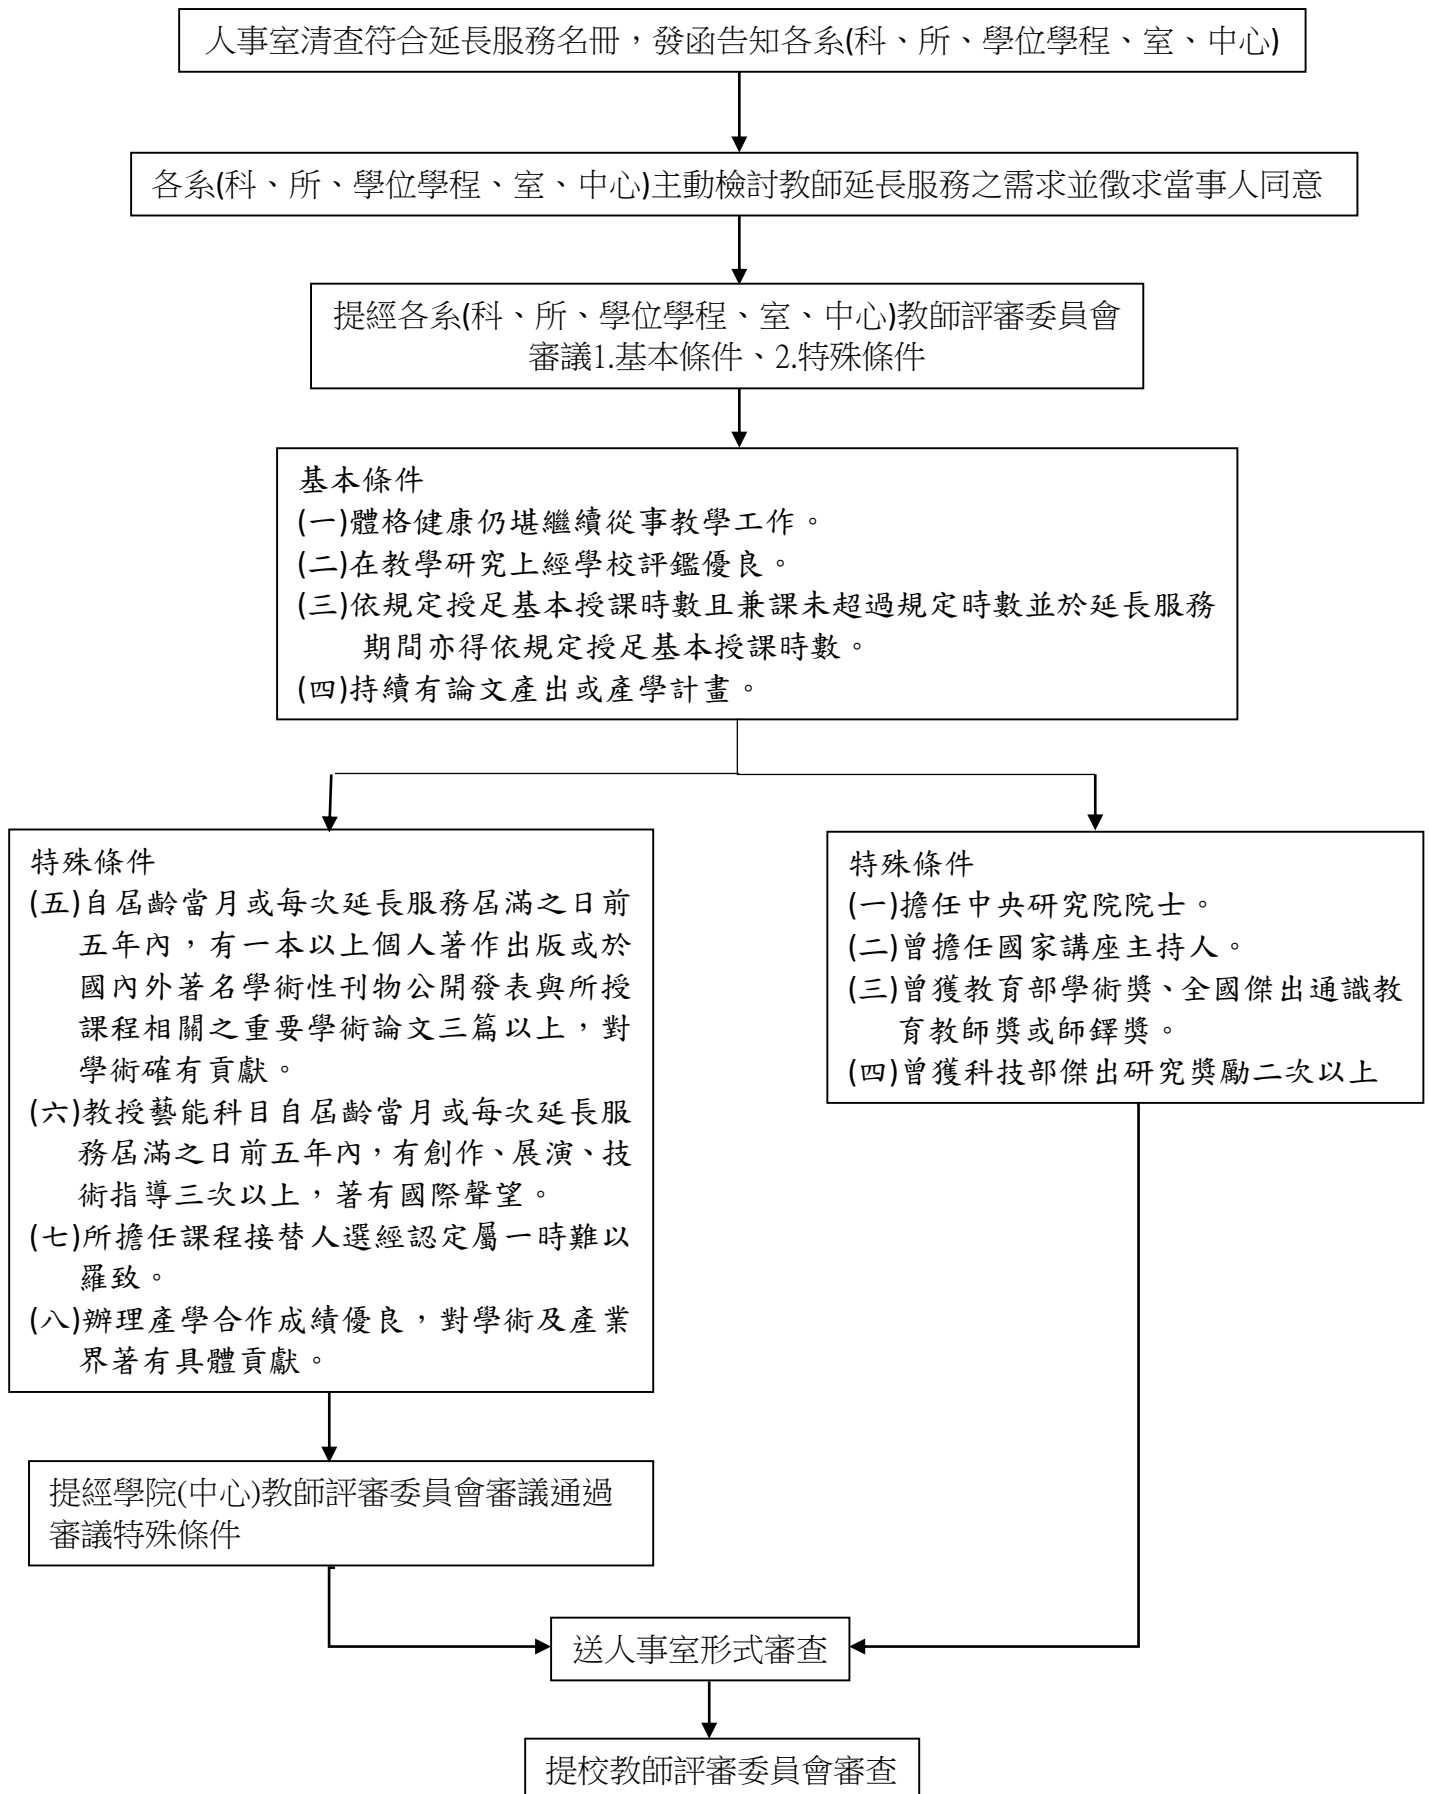 人事室清查符合延長服務名冊，發函告知各系(科、所、學位學程、室、中心)
各系(科、所、學位學程、室、中心)主動檢討教師延長服務之需求並徵求當事人同意
提經各系(科、所、學位學程、室、中心)教師評審委員會
審議1.基本條件、2.特殊條件
基本條件
(一)體格健康仍堪繼續從事教學工作。
(二)在教學研究上經學校評鑑優良。
(三)依規定授足基本授課時數且兼課未超過規定時數並於延長服務
期間亦得依規定授足基本授課時數。
(四)持續有論文產出或產學計畫。
特殊條件
(五)自屆齡當月或每次延長服務屆滿之日前
五年內，有一本以上個人著作出版或於
國內外著名學術性刊物公開發表與所授
課程相關之重要學術論文三篇以上，對
學術確有貢獻。
(六)教授藝能科目自屆齡當月或每次延長服
務屆滿之日前五年內，有創作、展演、技
術指導三次以上，著有國際聲望。
(七)所擔任課程接替人選經認定屬一時難以
羅致。
(八)辦理產學合作成績優良，對學術及產業
界著有具體貢獻。
特殊條件
(一)擔任中央研究院院士。
(二)曾擔任國家講座主持人。
(三)曾獲教育部學術獎、全國傑出通識教
育教師獎或師鐸獎。
(四)曾獲科技部傑出研究獎勵二次以上
提經學院(中心)教師評審委員會審議通過
審議特殊條件
送人事室形式審查
提校教師評審委員會審查